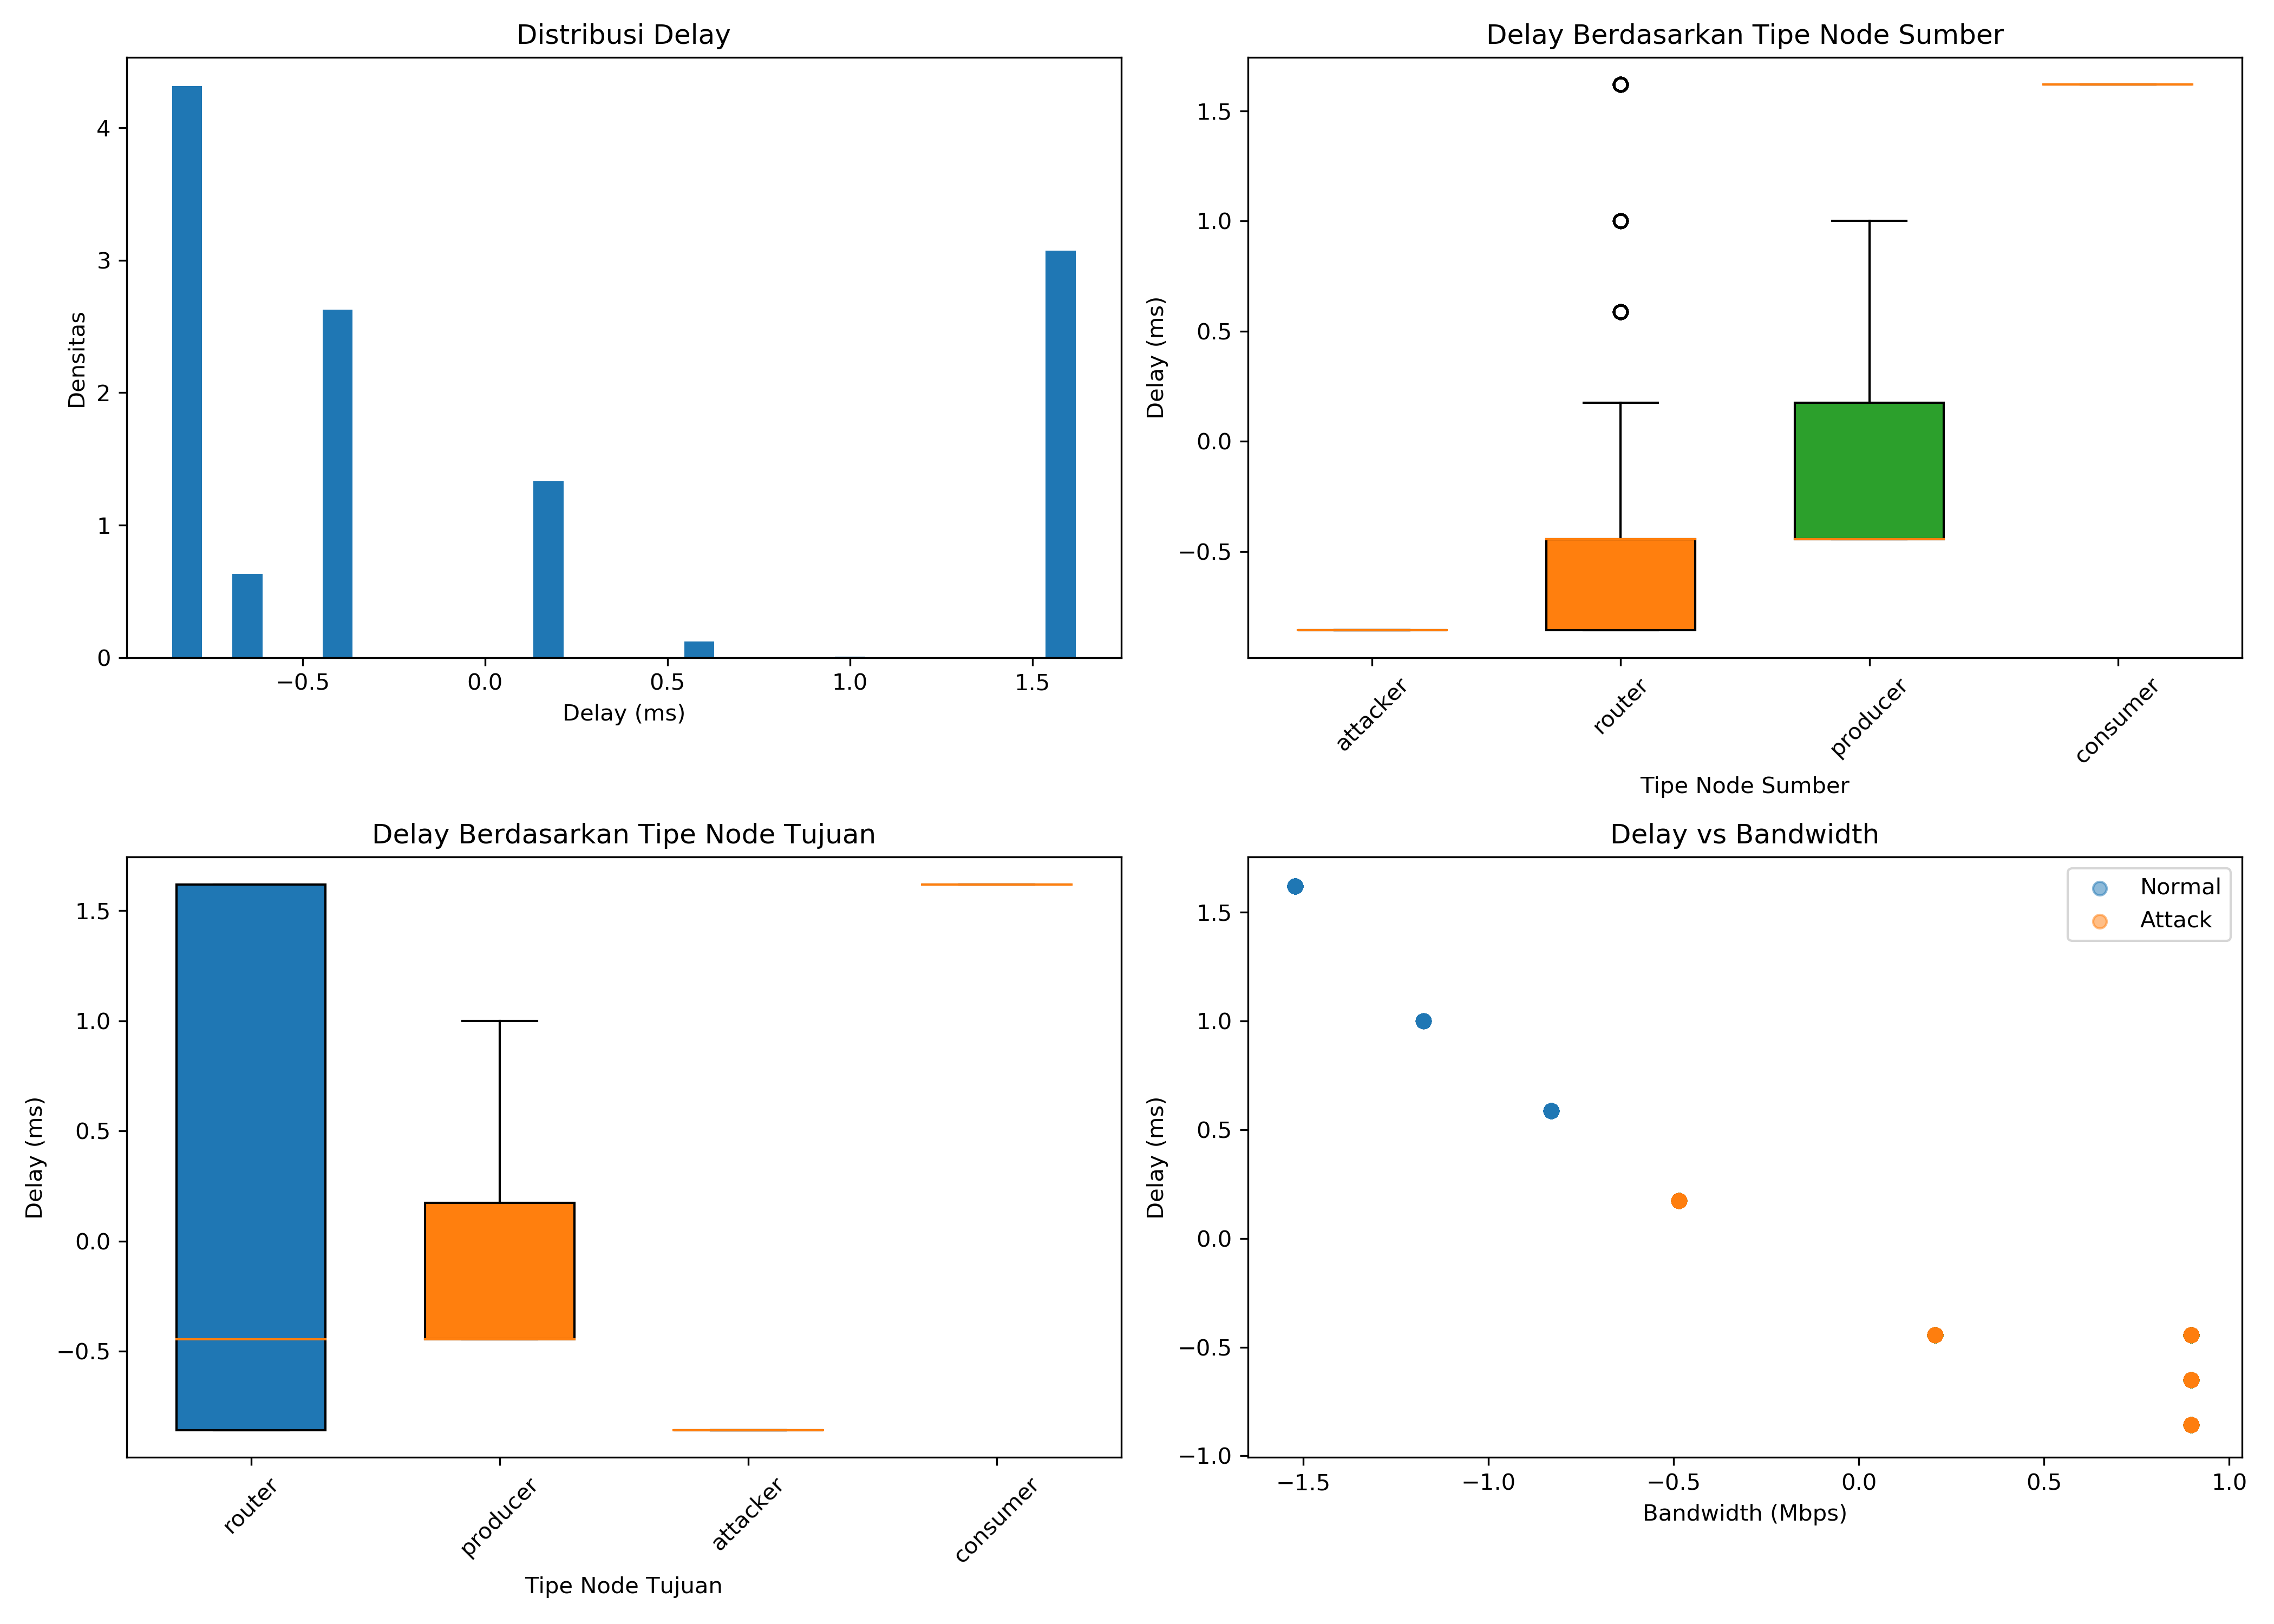 Distribusi Delay
4
3
2
1
0
Densitas
−0.5
0.0
0.5
1.0
1.5
Delay (ms)
Delay Berdasarkan Tipe Node Sumber
1.5
1.0
0.5
0.0
−0.5
Delay (ms)
attacker
router
producer
consumer
Tipe Node Sumber
Delay Berdasarkan Tipe Node Tujuan
1.5
1.0
0.5
0.0
−0.5
Delay (ms)
router
producer
attacker
consumer
Tipe Node Tujuan
Delay vs Bandwidth
Normal
Attack
1.5
1.0
0.5
0.0
−0.5
−1.0
Delay (ms)
−1.5
−1.0
−0.5
0.0
0.5
1.0
Bandwidth (Mbps)